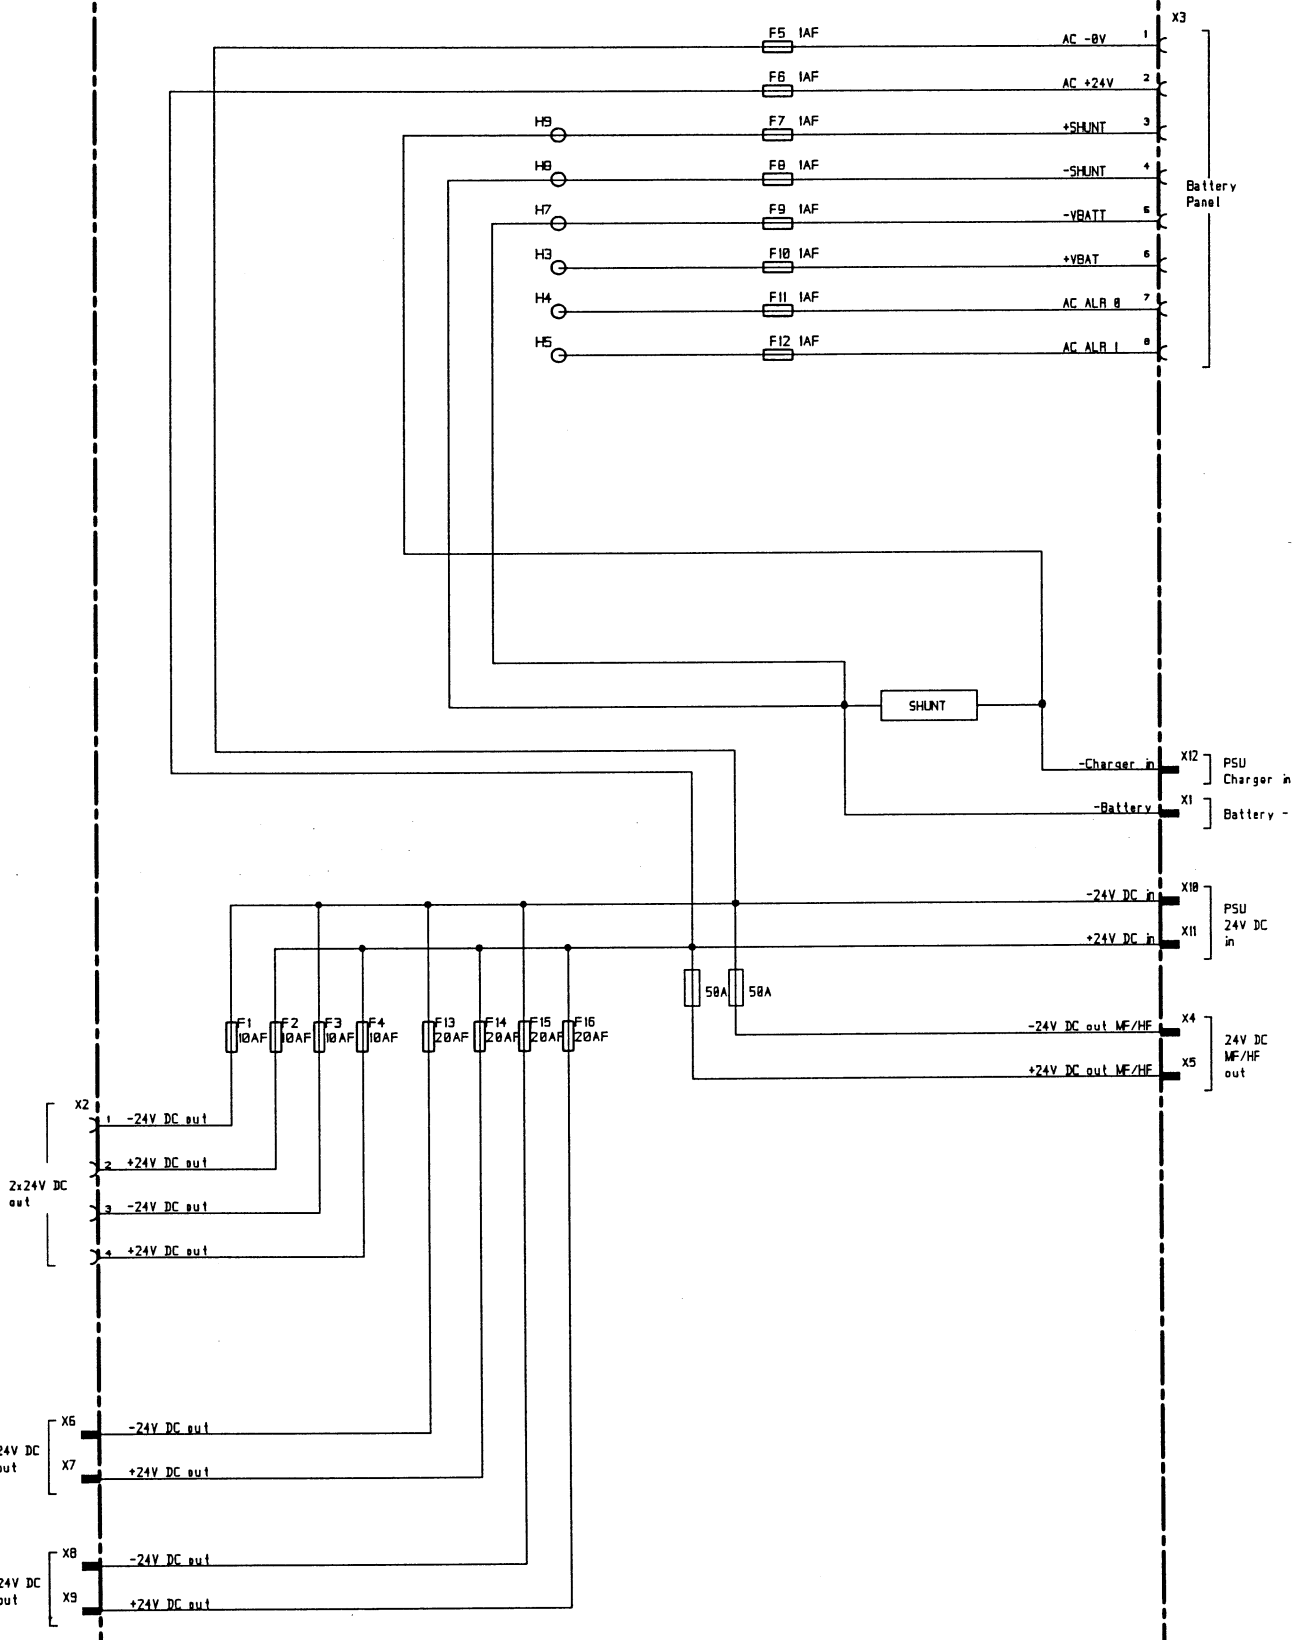 X3
F5 1AF
AC -0V
1
F6 1AF
AC +24V
2
H9
F7 1AF
+SHUNT
3
H8
F8 1AF
-SHUNT
4
Battery
Panel
H7
F9 1AF
-VBATT
5
H3
F10 1AF
+VBAT
6
H4
F11 1AF
AC ALR 0
7
H5
F12 1AF
AC ALR 1
8
SHUNT
-Charger in
X12
PSU
Charger in
-Battery
X1
Battery -
-24V DC in
X10
+24V DC in
X11
PSU
24V DC
in
50A
50A
F1
10AF
F2
10AF
F3
10AF
F4
10AF
F13
20AF
F14
20AF
F15
20AF
F16
20AF
-24V DC out MF/HF
X4
+24V DC out MF/HF
X5
24V DC
MF/HF
out
X2
1
-24V DC out
2
+24V DC out
2x24V DC
out
3
-24V DC out
4
+24V DC out
X6
-24V DC out
24V DC
out
X7
+24V DC out
X8
-24V DC out
24V DC
out
X9
+24V DC out